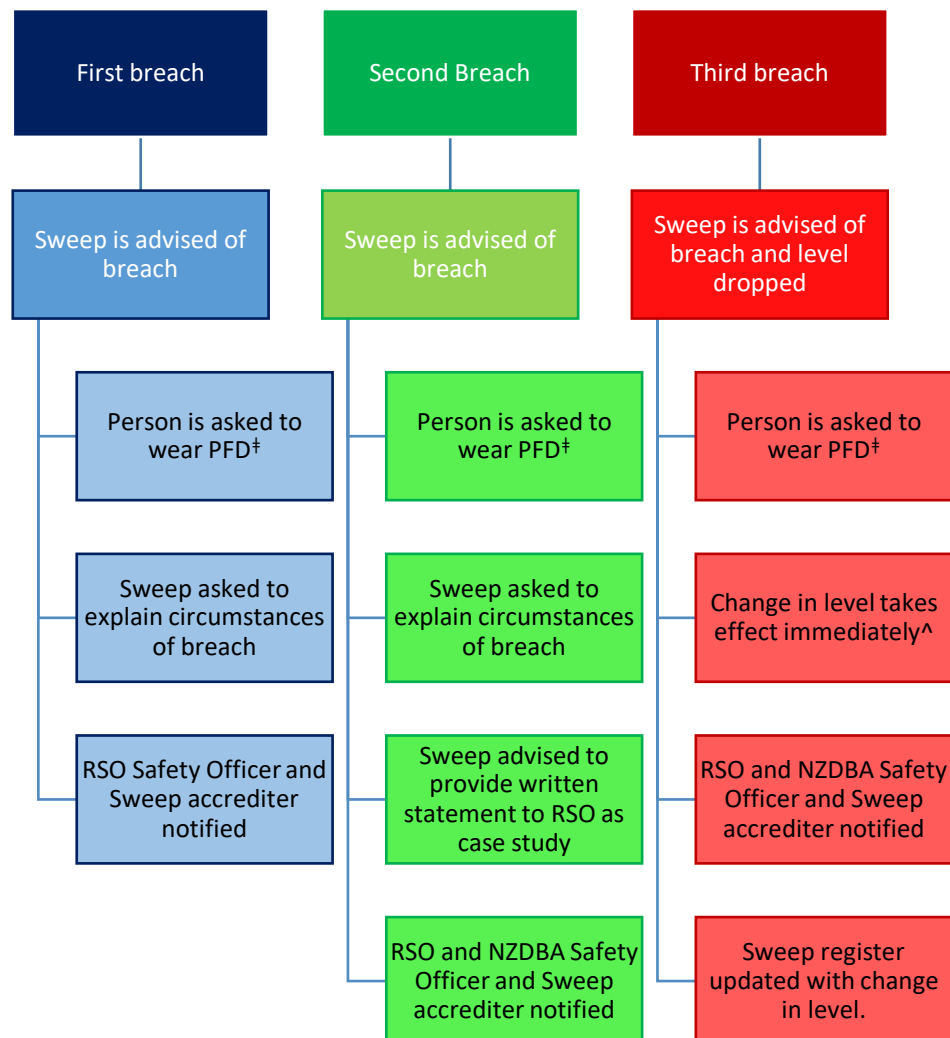 First breach
Sweep is advised of
breach
Person is asked to
wear PFD‡
Sweep asked to
explain circumstances
of breach
RSO Safety Officer and
Sweep accrediter
notified
Second Breach
Sweep is advised of
breach
Person is asked to
wear PFD‡
Sweep asked to
explain circumstances
of breach
Sweep advised to
provide written
statement to RSO as
case study
RSO and NZDBA Safety
Officer and Sweep
accrediter notified
Third breach
Sweep is advised of
breach and level
dropped
Person is asked to
wear PFD‡
Change in level takes
effect immediately^
RSO and NZDBA Safety
Officer and Sweep
accrediter notified
Sweep register
updated with change
in level.